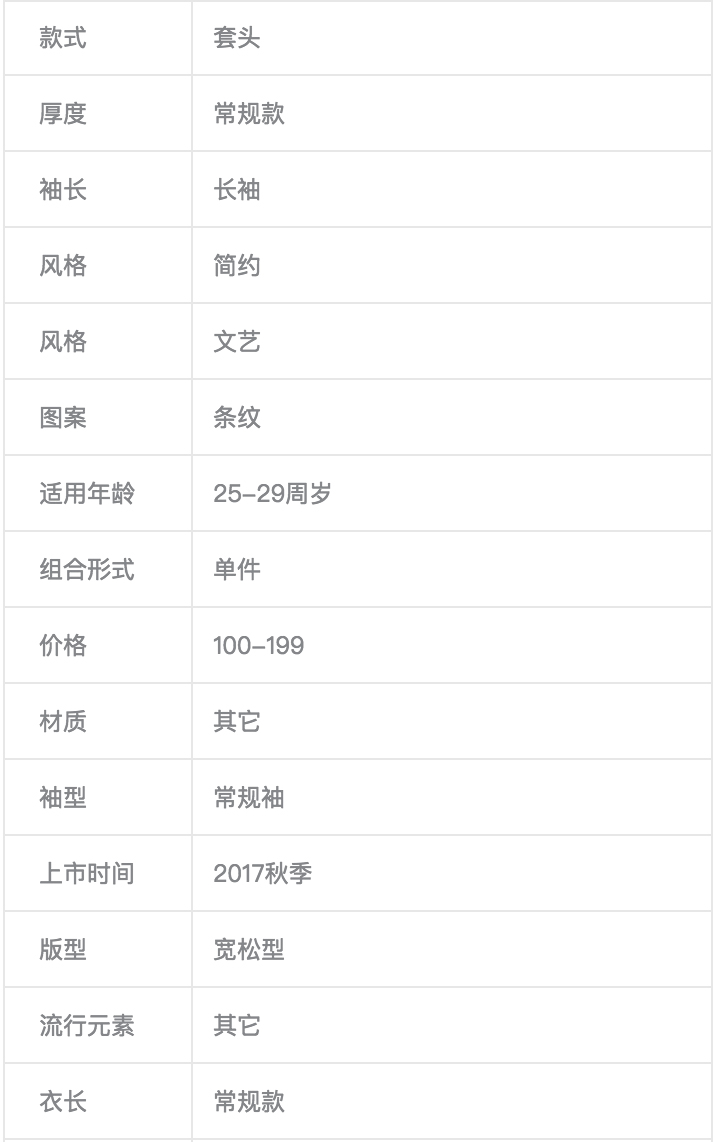 款式 套头
厚度 常规款
袖长 长袖
风格 简约
风格 文艺
图案 条纹
适用年龄 25–29周岁
组合形式 单件
价格 100–199
材质 其它
袖型 常规袖
上市时间 2017秋季
版型 宽松型
流行元素 其它
衣长 常规款